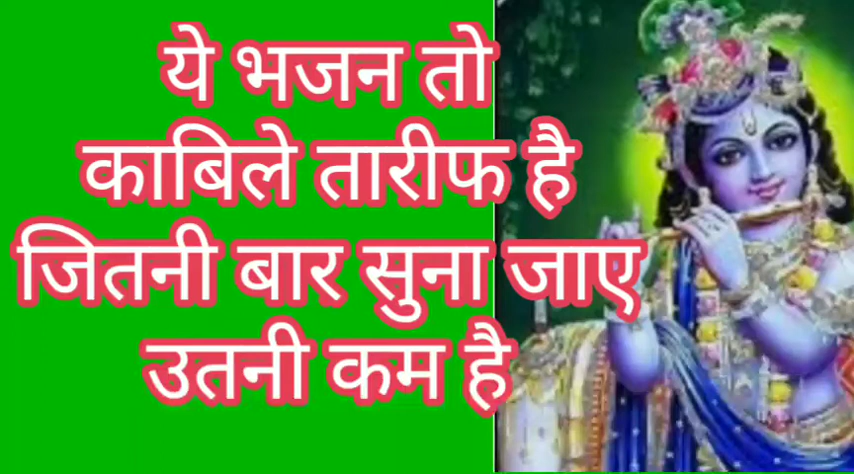 ये भजन तो
काबिले तारीफ है
जितनी बार सुना जाए
उतनी कम है